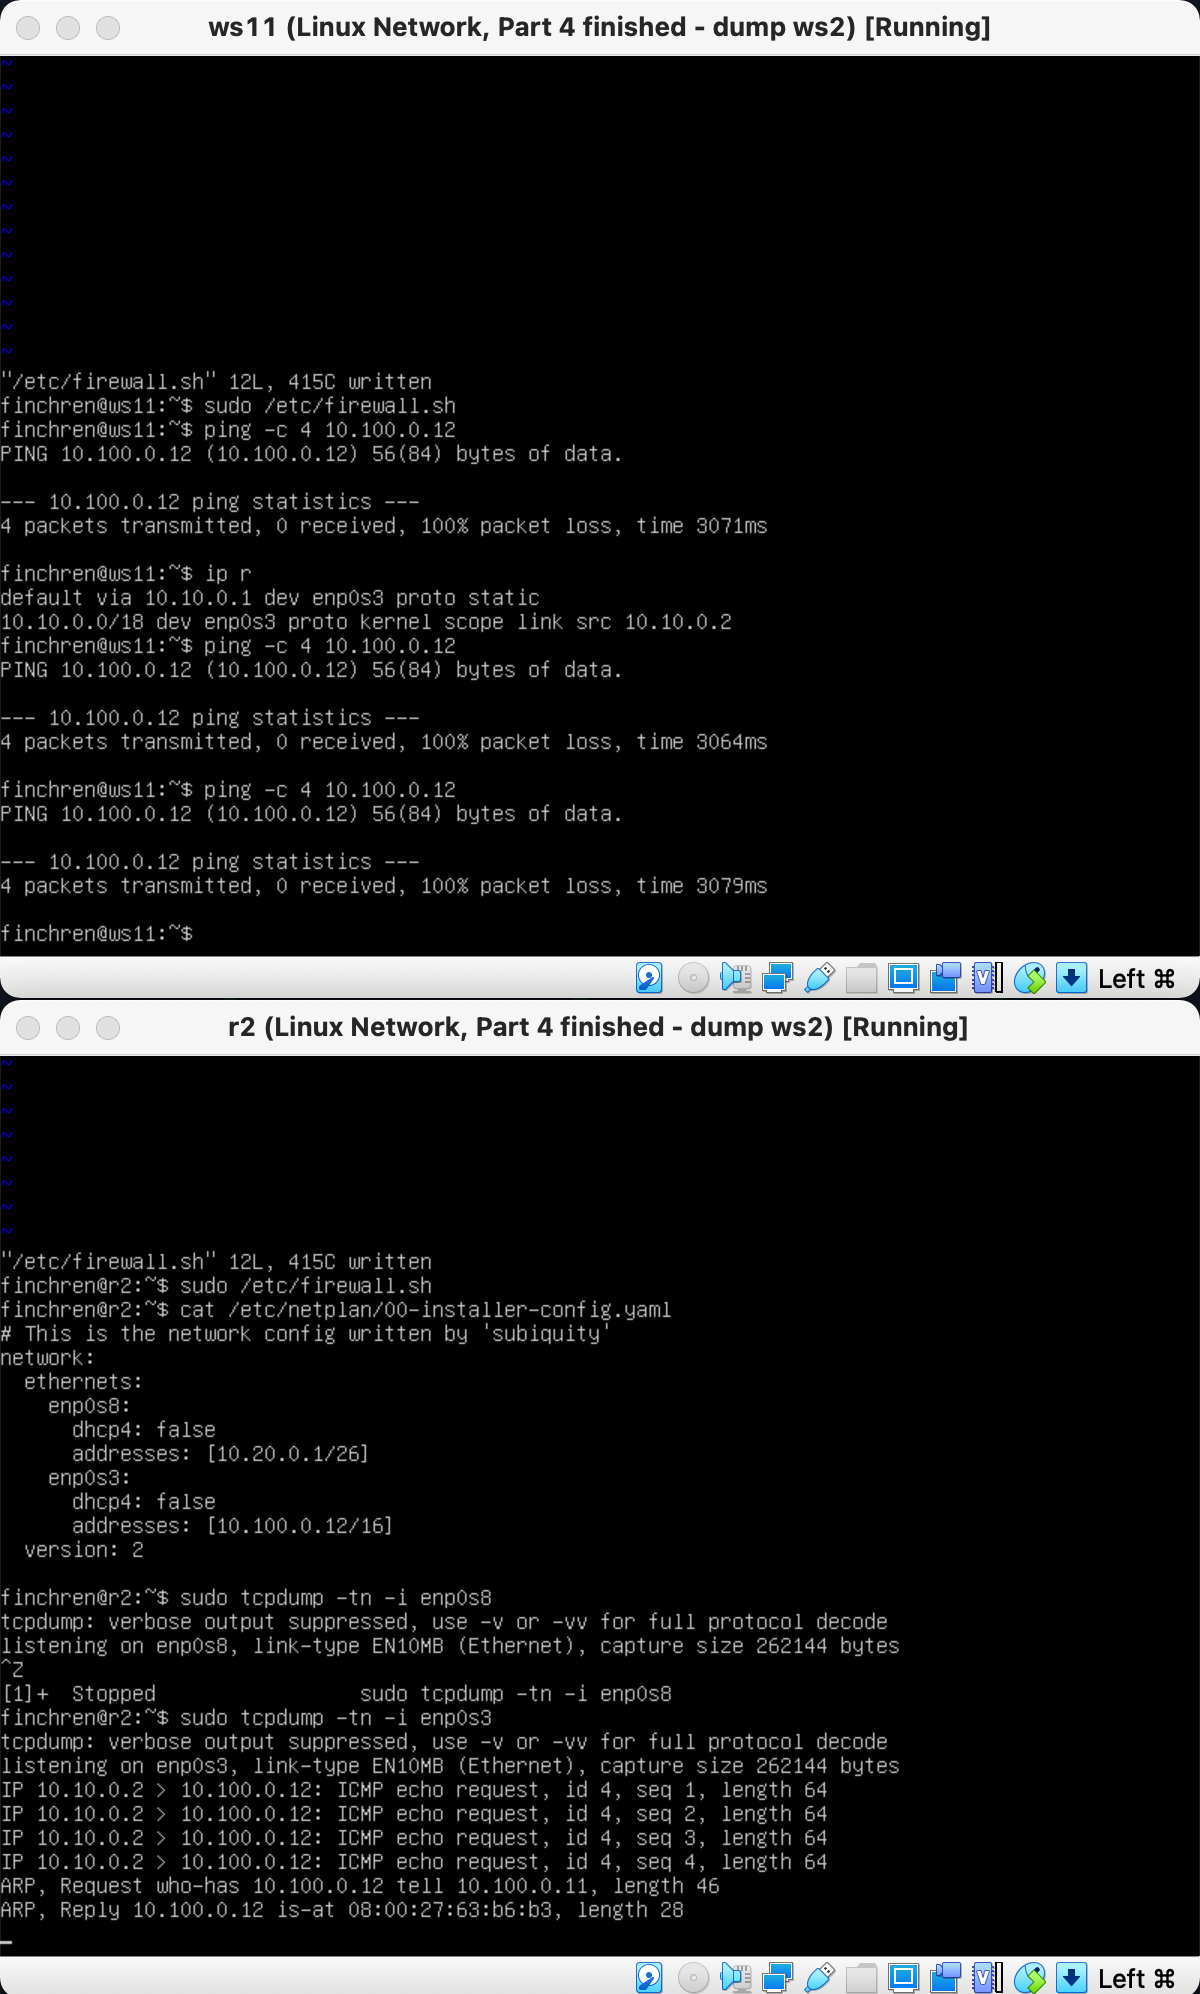 ws11 (Linux Network, Part 4 finished - dump ws2) [Running]
~
~
~
~
~
~
~
~
~
~
~
~
~
"/etc/firewall.sh" 12L, 415C written
finchren@ws11:~$ sudo /etc/firewall.sh
finchren@ws11:~$ ping -c 4 10.100.0.12
PING 10.100.0.12 (10.100.0.12) 56(84) bytes of data.
--- 10.100.0.12 ping statistics ---
4 packets transmitted, 0 received, 100% packet loss, time 3071ms
finchren@ws11:~$ ip r
default via 10.10.0.1 dev enp0s3 proto static
10.10.0.0/18 dev enp0s3 proto kernel scope link src 10.10.0.2
finchren@ws11:~$ ping -c 4 10.100.0.12
PING 10.100.0.12 (10.100.0.12) 56(84) bytes of data.
--- 10.100.0.12 ping statistics ---
4 packets transmitted, 0 received, 100% packet loss, time 3064ms
finchren@ws11:~$ ping -c 4 10.100.0.12
PING 10.100.0.12 (10.100.0.12) 56(84) bytes of data.
--- 10.100.0.12 ping statistics ---
4 packets transmitted, 0 received, 100% packet loss, time 3079ms
finchren@ws11:~$
Left ⌘
r2 (Linux Network, Part 4 finished - dump ws2) [Running]
~
~
~
~
~
~
~
~
"/etc/firewall.sh" 12L, 415C written
finchren@r2:~$ sudo /etc/firewall.sh
finchren@r2:~$ cat /etc/netplan/00-installer-config.yaml
# This is the network config written by 'subiquity'
network:
  ethernets:
    enp0s8:
      dhcp4: false
      addresses: [10.20.0.1/26]
    enp0s3:
      dhcp4: false
      addresses: [10.100.0.12/16]
  version: 2
finchren@r2:~$ sudo tcpdump -tn -i enp0s8
tcpdump: verbose output suppressed, use -v or -vv for full protocol decode
listening on enp0s8, link-type EN10MB (Ethernet), capture size 262144 bytes
^Z
[1]+  Stopped                 sudo tcpdump -tn -i enp0s8
finchren@r2:~$ sudo tcpdump -tn -i enp0s3
tcpdump: verbose output suppressed, use -v or -vv for full protocol decode
listening on enp0s3, link-type EN10MB (Ethernet), capture size 262144 bytes
IP 10.10.0.2 > 10.100.0.12: ICMP echo request, id 4, seq 1, length 64
IP 10.10.0.2 > 10.100.0.12: ICMP echo request, id 4, seq 2, length 64
IP 10.10.0.2 > 10.100.0.12: ICMP echo request, id 4, seq 3, length 64
IP 10.10.0.2 > 10.100.0.12: ICMP echo request, id 4, seq 4, length 64
ARP, Request who-has 10.100.0.12 tell 10.100.0.11, length 46
ARP, Reply 10.100.0.12 is-at 08:00:27:63:b6:b3, length 28
Left ⌘